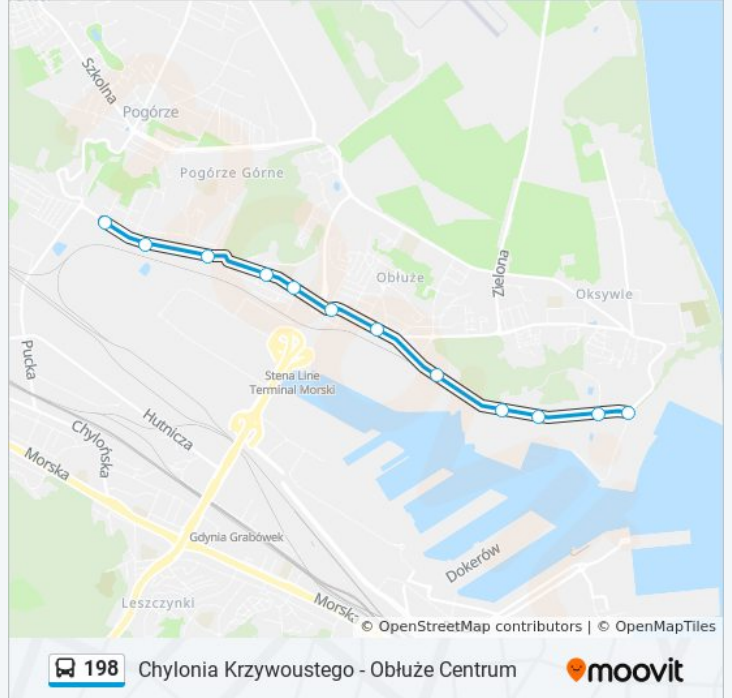 Szkolna
Pogórze
Pogórze Górne
Zielona
Obłuże
Oksywie
Pucka
Stena Line
Terminal Morski
Hutnicza
Chylońska
Morska
Gdynia Grabówek
Dokerów
Leszczynki
Morska
© OpenStreetMap contributors | © OpenMapTiles
198 Chylonia Krzywoustego - Obłuże Centrum moovit